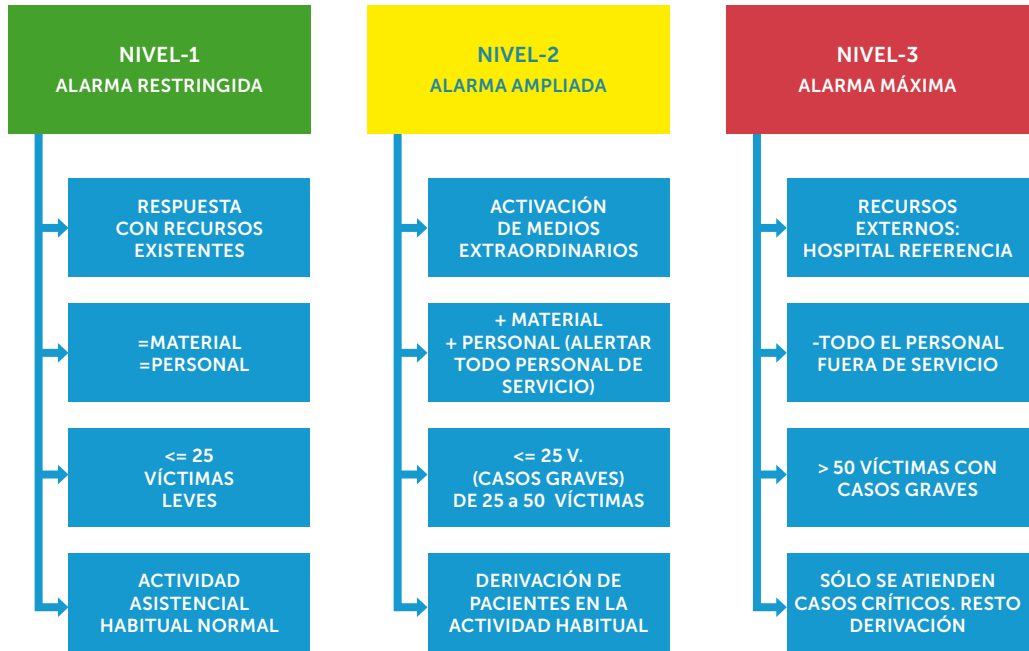 NIVEL-1
ALARMA RESTRINGIDA
RESPUESTA
CON RECURSOS
EXISTENTES
=MATERIAL
=PERSONAL
<= 25
VÍCTIMAS
LEVES
ACTIVIDAD
ASISTENCIAL
HABITUAL NORMAL
NIVEL-2
ALARMA AMPLIADA
ACTIVACIÓN
DE MEDIOS
EXTRAORDINARIOS
+ MATERIAL
+ PERSONAL (ALERTAR
TODO PERSONAL DE
SERVICIO)
<= 25 V.
(CASOS GRAVES)
DE 25 a 50 VÍCTIMAS
DERIVACIÓN DE
PACIENTES EN LA
ACTIVIDAD HABITUAL
NIVEL-3
ALARMA MÁXIMA
RECURSOS
EXTERNOS:
HOSPITAL REFERENCIA
-TODO EL PERSONAL
FUERA DE SERVICIO
> 50 VÍCTIMAS CON
CASOS GRAVES
SÓLO SE ATIENDEN
CASOS CRÍTICOS. RESTO
DERIVACIÓN